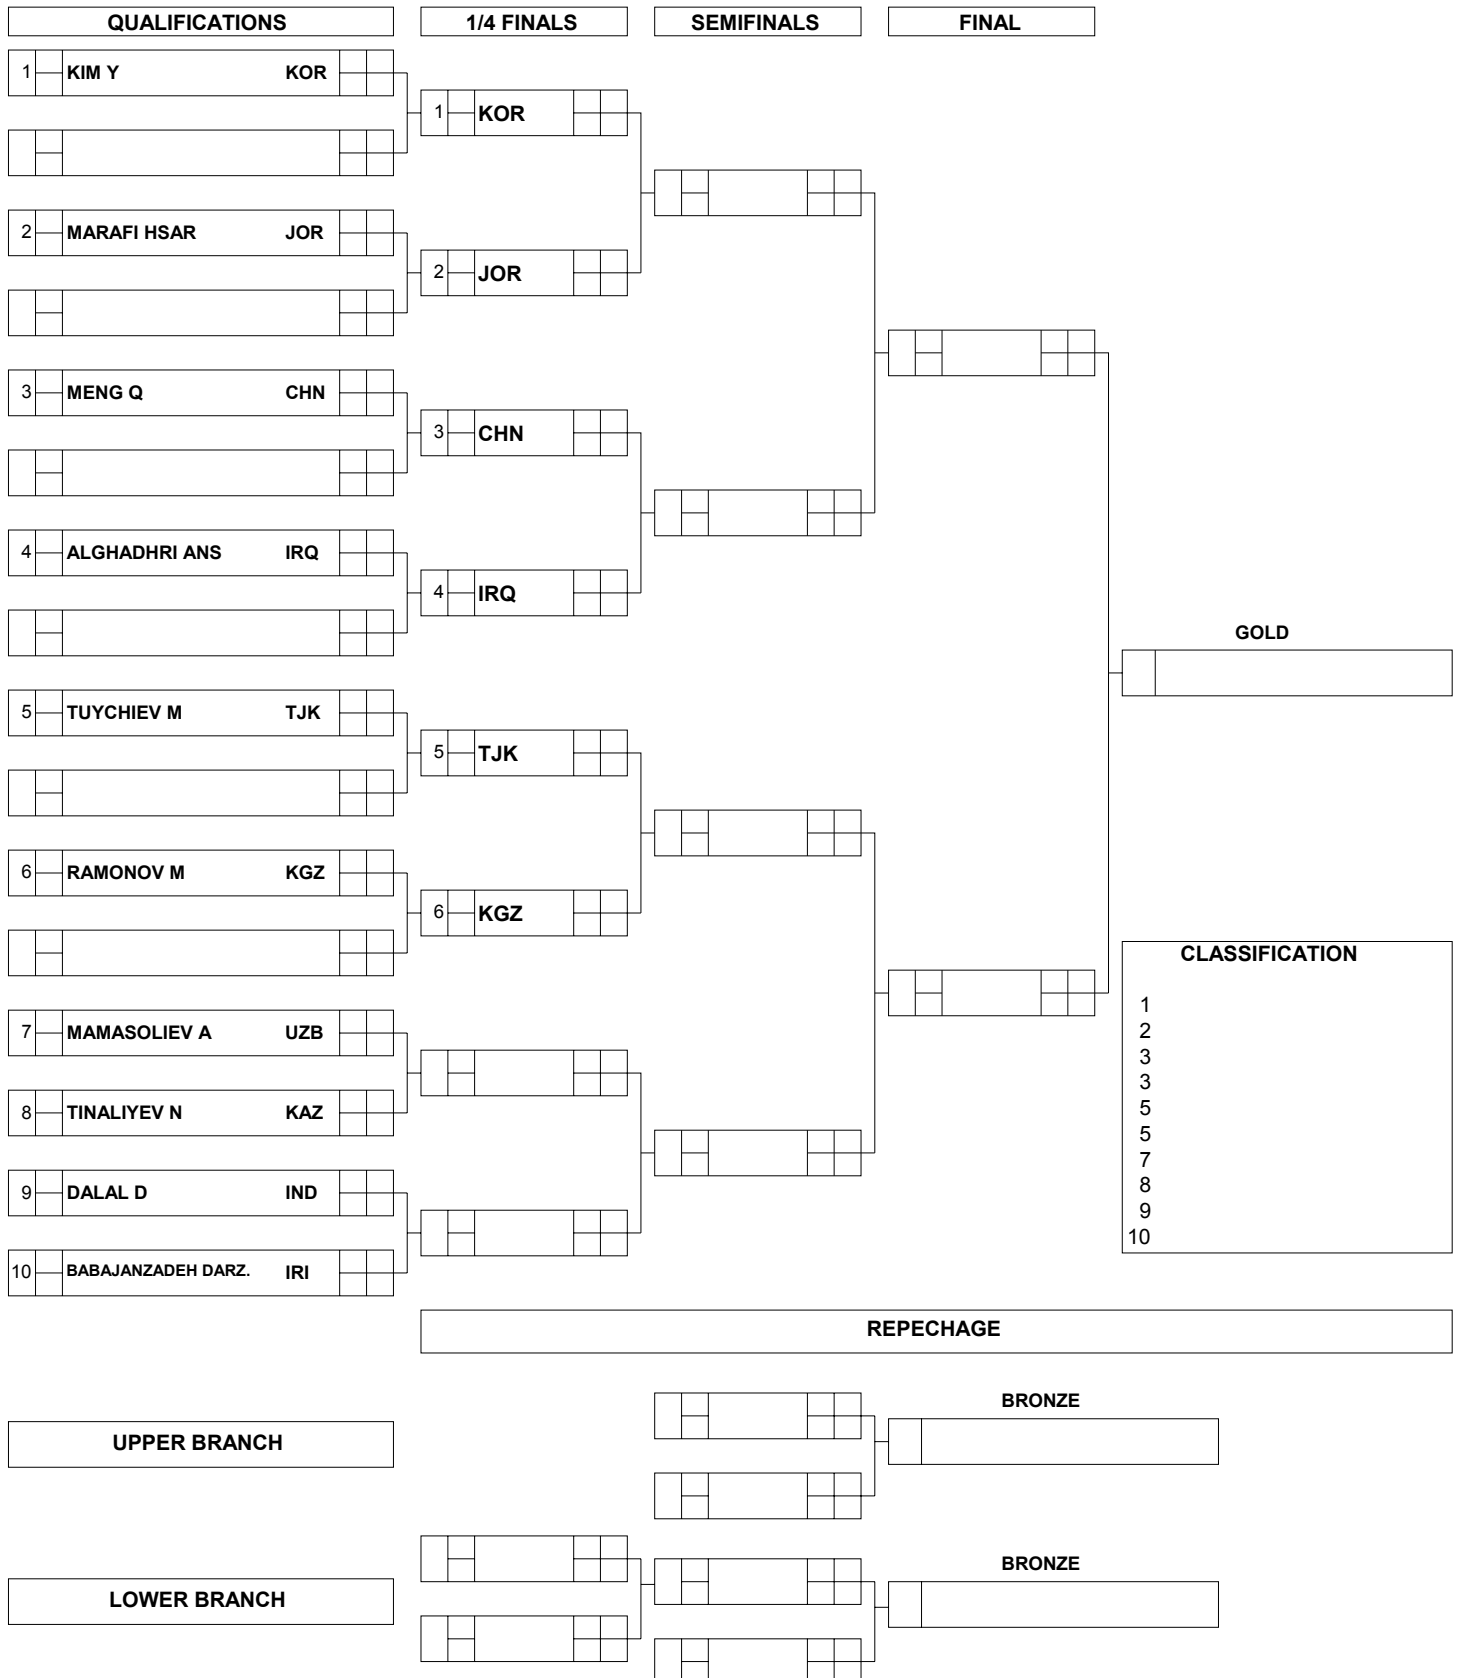 QUALIFICATIONS 1/4 FINALS SEMIFINALS FINAL
1 KIM Y KOR
1 KOR
2 MARAFI HSAR JOR
2 JOR
3 MENG Q CHN
3 CHN
4 ALGHADHRI ANS IRQ
4 IRQ
GOLD
5 TUYCHIEV M TJK
5 TJK
6 RAMONOV M KGZ
6 KGZ
CLASSIFICATION
1
2
3
3
5
5
7
8
9
10
7 MAMASOLIEV A UZB
8 TINALIYEV N KAZ
9 DALAL D IND
10 BABAJANZADEH DARZ. IRI
REPECHAGE
BRONZE
UPPER BRANCH
BRONZE
LOWER BRANCH